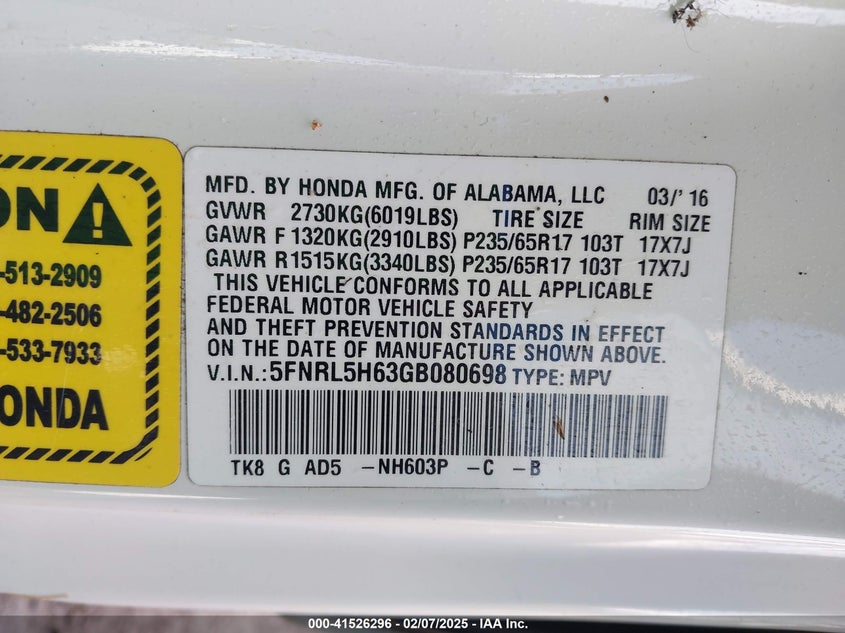 ON
-513-2909
-482-2506
-533-7933
ONDA
MFD. BY HONDA MFG. OF ALABAMA, LLC 03/'16
GVWR 2730KG(6019LBS) TIRE SIZE RIM SIZE
GAWR F 1320KG(2910LBS) P235/65R17 103T 17X7J
GAWR R1515KG(3340LBS) P235/65R17 103T 17X7J
THIS VEHICLE CONFORMS TO ALL APPLICABLE
FEDERAL MOTOR VEHICLE SAFETY
AND THEFT PREVENTION STANDARDS IN EFFECT
ON THE DATE OF MANUFACTURE SHOWN ABOVE.
V.I.N.:5FNRL5H63GB080698 TYPE: MPV
TK8 G AD5 -NH603P -C -B
000-41526296 - 02/07/2025 - IAA Inc.